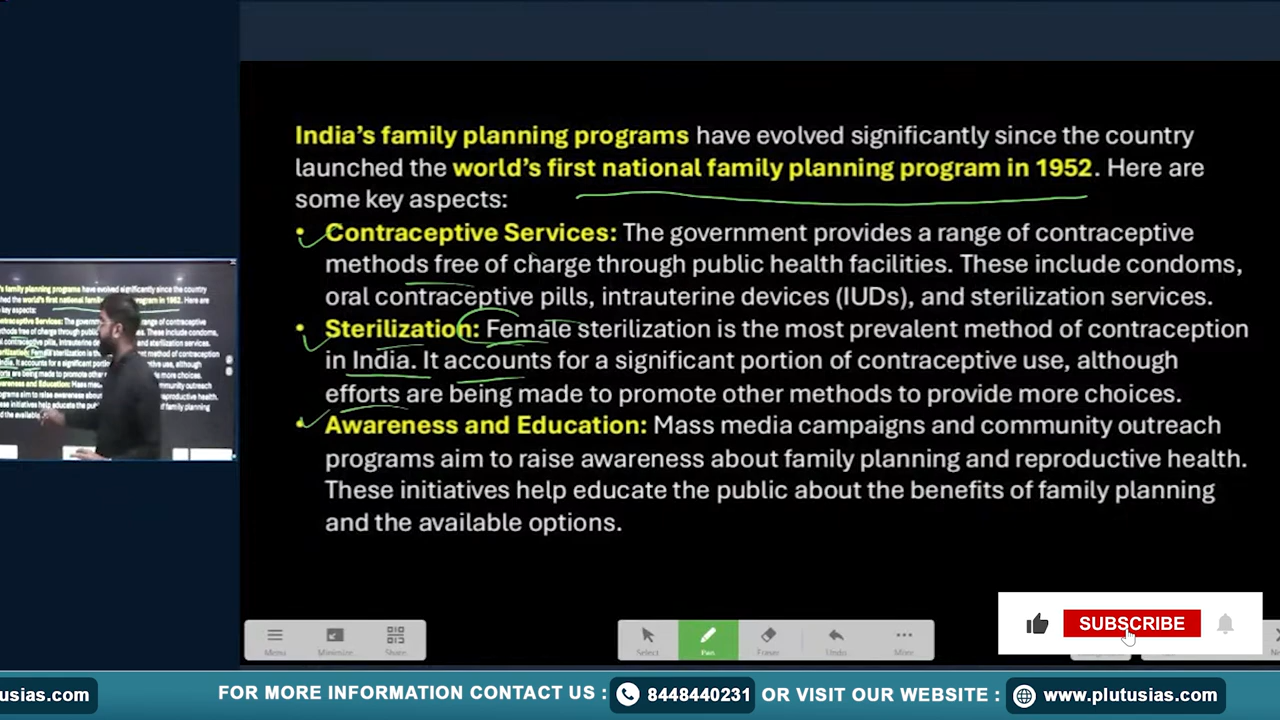 India's family planning programs have evolved significantly since the country
launched the world's first national family planning program in 1952. Here are
some key aspects:
• Contraceptive Services: The government provides a range of contraceptive
methods free of charge through public health facilities. These include condoms,
oral contraceptive pills, intrauterine devices (IUDs), and sterilization services.
• Sterilization: Female sterilization is the most prevalent method of contraception
in India. It accounts for a significant portion of contraceptive use, although
efforts are being made to promote other methods to provide more choices.
• Awareness and Education: Mass media campaigns and community outreach
programs aim to raise awareness about family planning and reproductive health.
These initiatives help educate the public about the benefits of family planning
and the available options.
Menu Minimize Share Select Pen Eraser Undo More
SUBSCRIBE
lutusias.com FOR MORE INFORMATION CONTACT US : 8448440231 OR VISIT OUR WEBSITE : www.plutusias.com